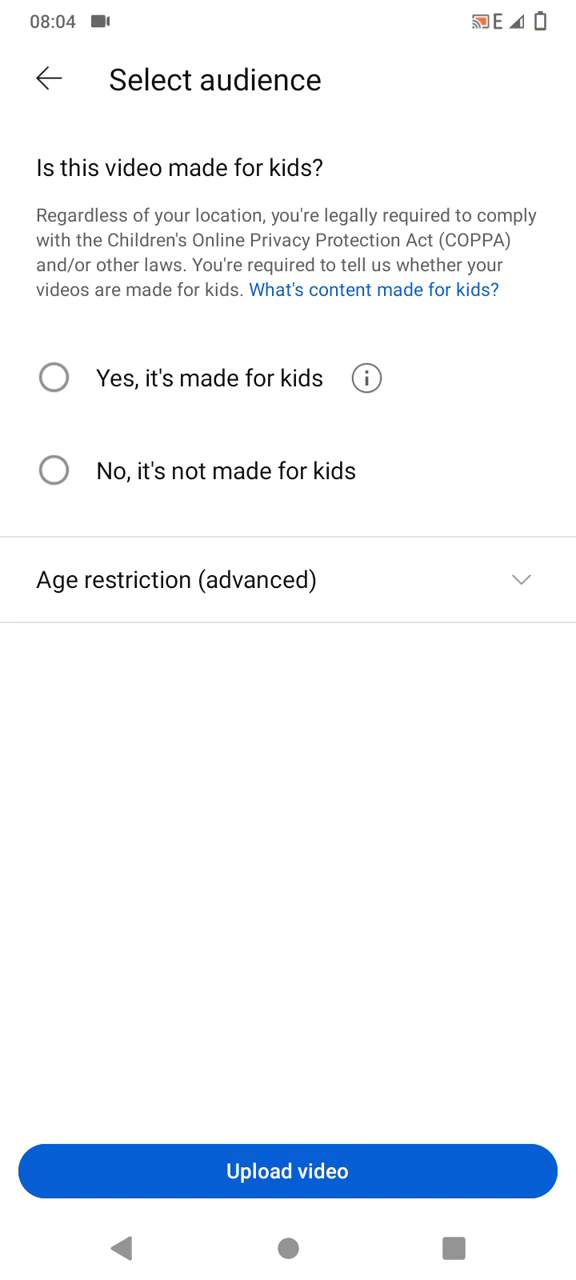 08:04
E
Select audience
Is this video made for kids?
Regardless of your location, you're legally required to comply
with the Children's Online Privacy Protection Act (COPPA)
and/or other laws. You're required to tell us whether your
videos are made for kids. What's content made for kids?
Yes, it's made for kids
No, it's not made for kids
Age restriction (advanced)
Upload video